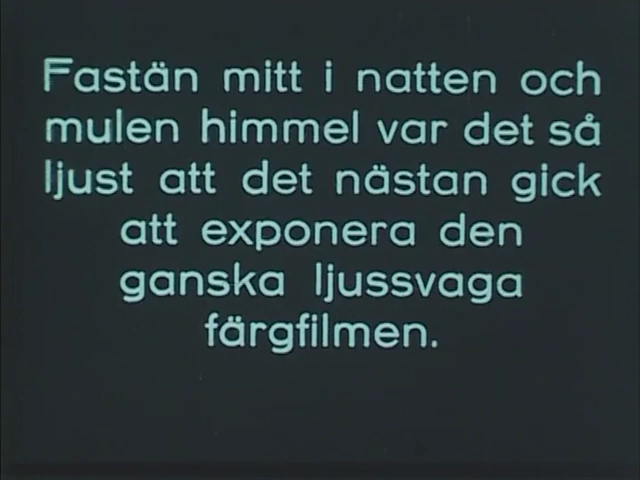 Fastän mitt i natten och
mulen himmel var det så
ljust att det nästan gick
att exponera den
ganska ljussvaga
färgfilmen.